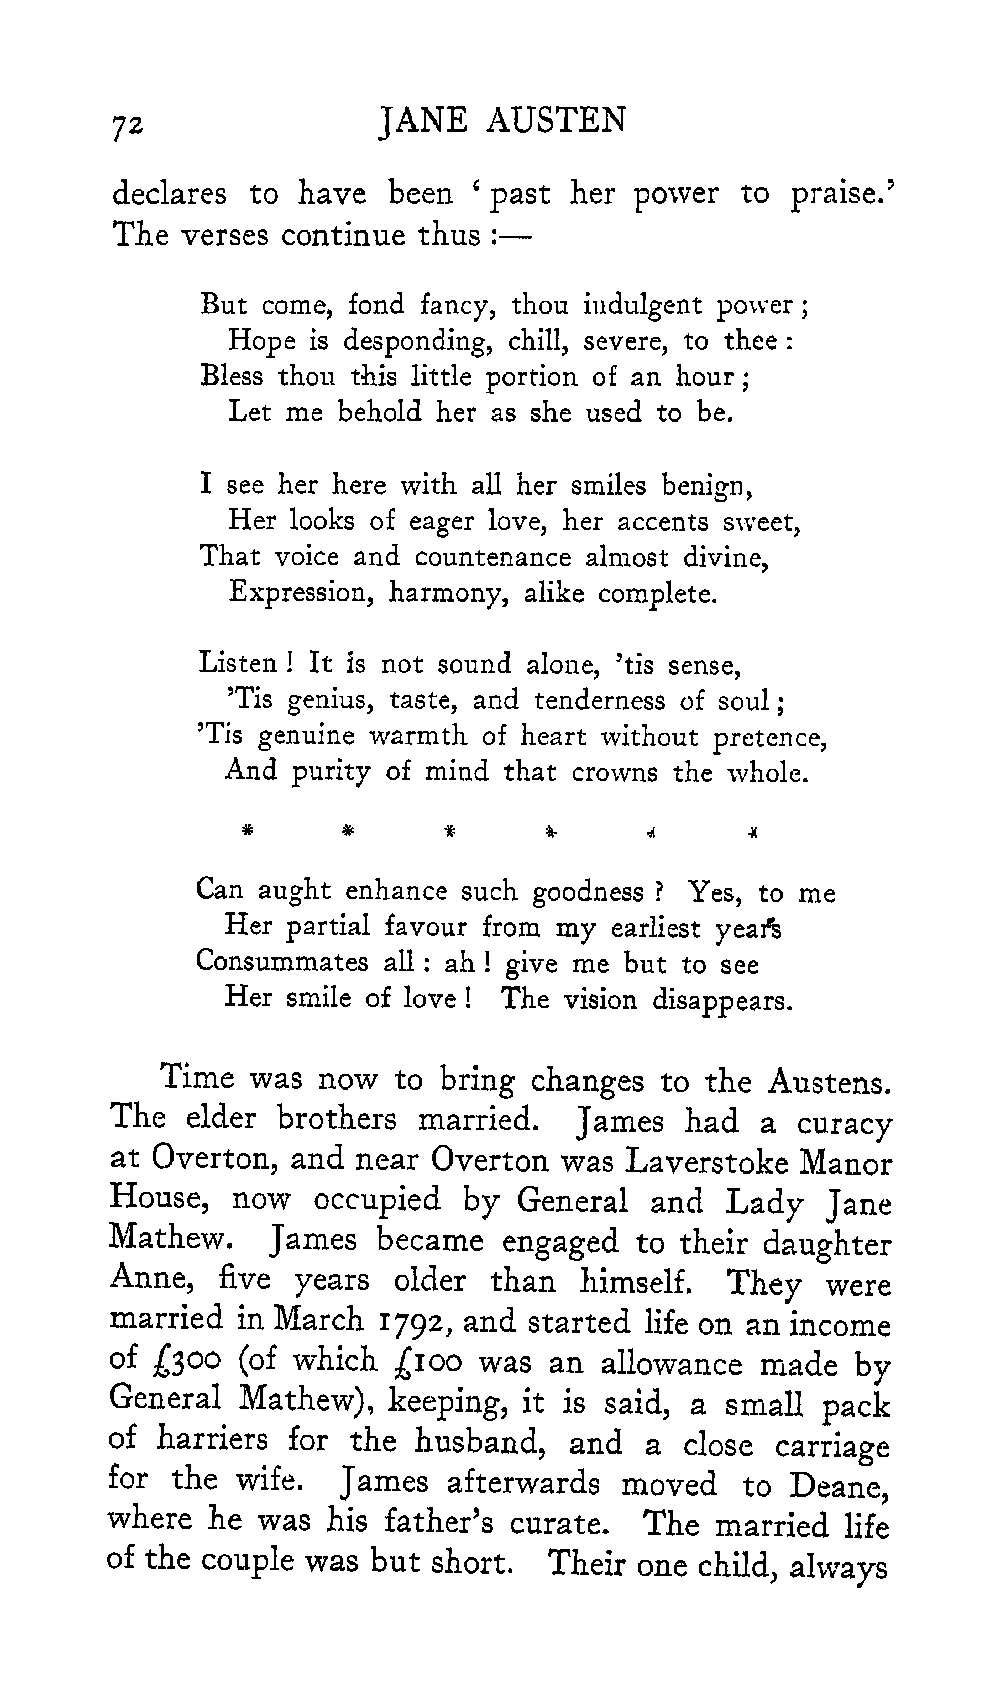 72 JANE AUSTEN
declares to have been ‘ past her power to praise.’
The verses continue thus :—
But come, fond fancy, thou indulgent power ;
Hope is desponding, chill, severe, to thee :
Bless thou this little portion of an hour ;
Let me behold her as she used to be.
I see her here with all her smiles benign,
Her looks of eager love, her accents sweet,
That voice and countenance almost divine,
Expression, harmony, alike complete.
Listen ! It is not sound alone, ’tis sense,
’Tis genius, taste, and tenderness of soul ;
’Tis genuine warmth of heart without pretence,
And purity of mind that crowns the whole.
* * * * * *
Can aught enhance such goodness ? Yes, to me
Her partial favour from my earliest years
Consummates all : ah ! give me but to see
Her smile of love ! The vision disappears.
Time was now to bring changes to the Austens.
The elder brothers married. James had a curacy
at Overton, and near Overton was Laverstoke Manor
House, now occupied by General and Lady Jane
Mathew. James became engaged to their daughter
Anne, five years older than himself. They were
married in March 1792, and started life on an income
of £300 (of which £100 was an allowance made by
General Mathew), keeping, it is said, a small pack
of harriers for the husband, and a close carriage
for the wife. James afterwards moved to Deane,
where he was his father’s curate. The married life
of the couple was but short. Their one child, always